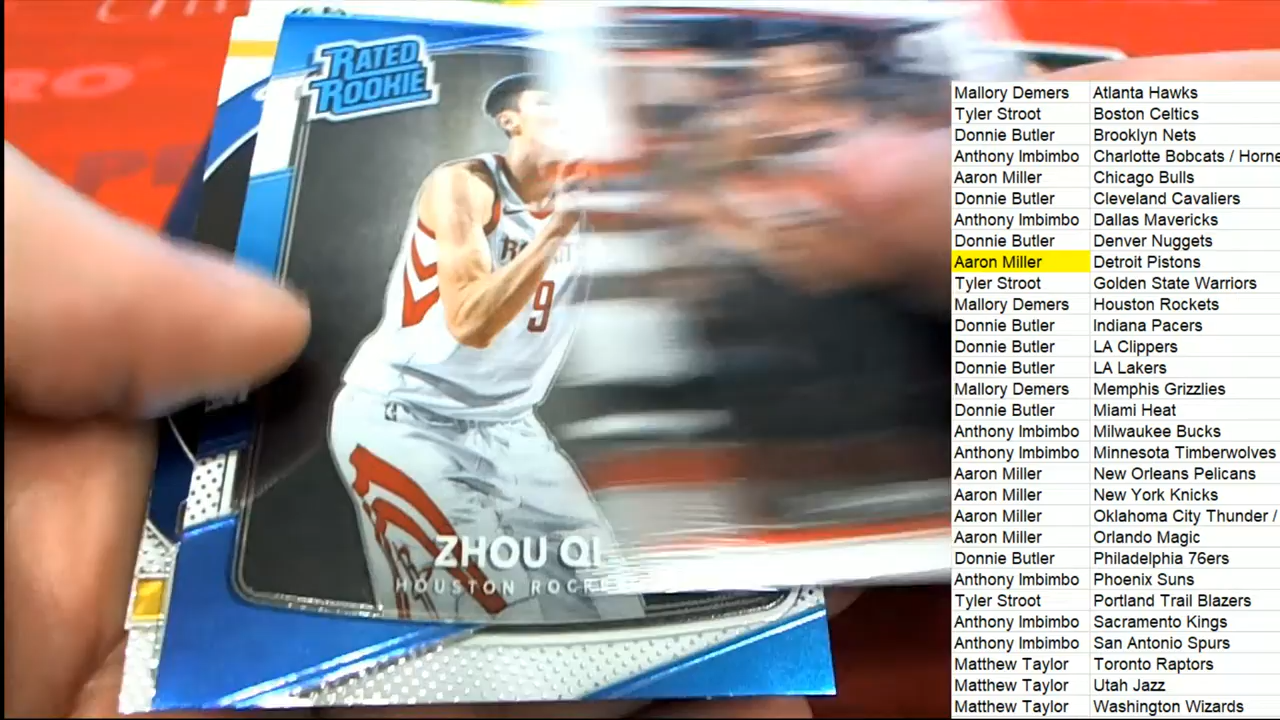 RATED
ROOKIE
9
ZHOU QI
HOUSTON ROCK
Mallory Demers Atlanta Hawks
Tyler Stroot Boston Celtics
Donnie Butler Brooklyn Nets
Anthony Imbimbo Charlotte Bobcats / Horne
Aaron Miller Chicago Bulls
Donnie Butler Cleveland Cavaliers
Anthony Imbimbo Dallas Mavericks
Donnie Butler Denver Nuggets
Aaron Miller Detroit Pistons
Tyler Stroot Golden State Warriors
Mallory Demers Houston Rockets
Donnie Butler Indiana Pacers
Donnie Butler LA Clippers
Donnie Butler LA Lakers
Mallory Demers Memphis Grizzlies
Donnie Butler Miami Heat
Anthony Imbimbo Milwaukee Bucks
Anthony Imbimbo Minnesota Timberwolves
Aaron Miller New Orleans Pelicans
Aaron Miller New York Knicks
Aaron Miller Oklahoma City Thunder /
Aaron Miller Orlando Magic
Donnie Butler Philadelphia 76ers
Anthony Imbimbo Phoenix Suns
Tyler Stroot Portland Trail Blazers
Anthony Imbimbo Sacramento Kings
Anthony Imbimbo San Antonio Spurs
Matthew Taylor Toronto Raptors
Matthew Taylor Utah Jazz
Matthew Taylor Washington Wizards